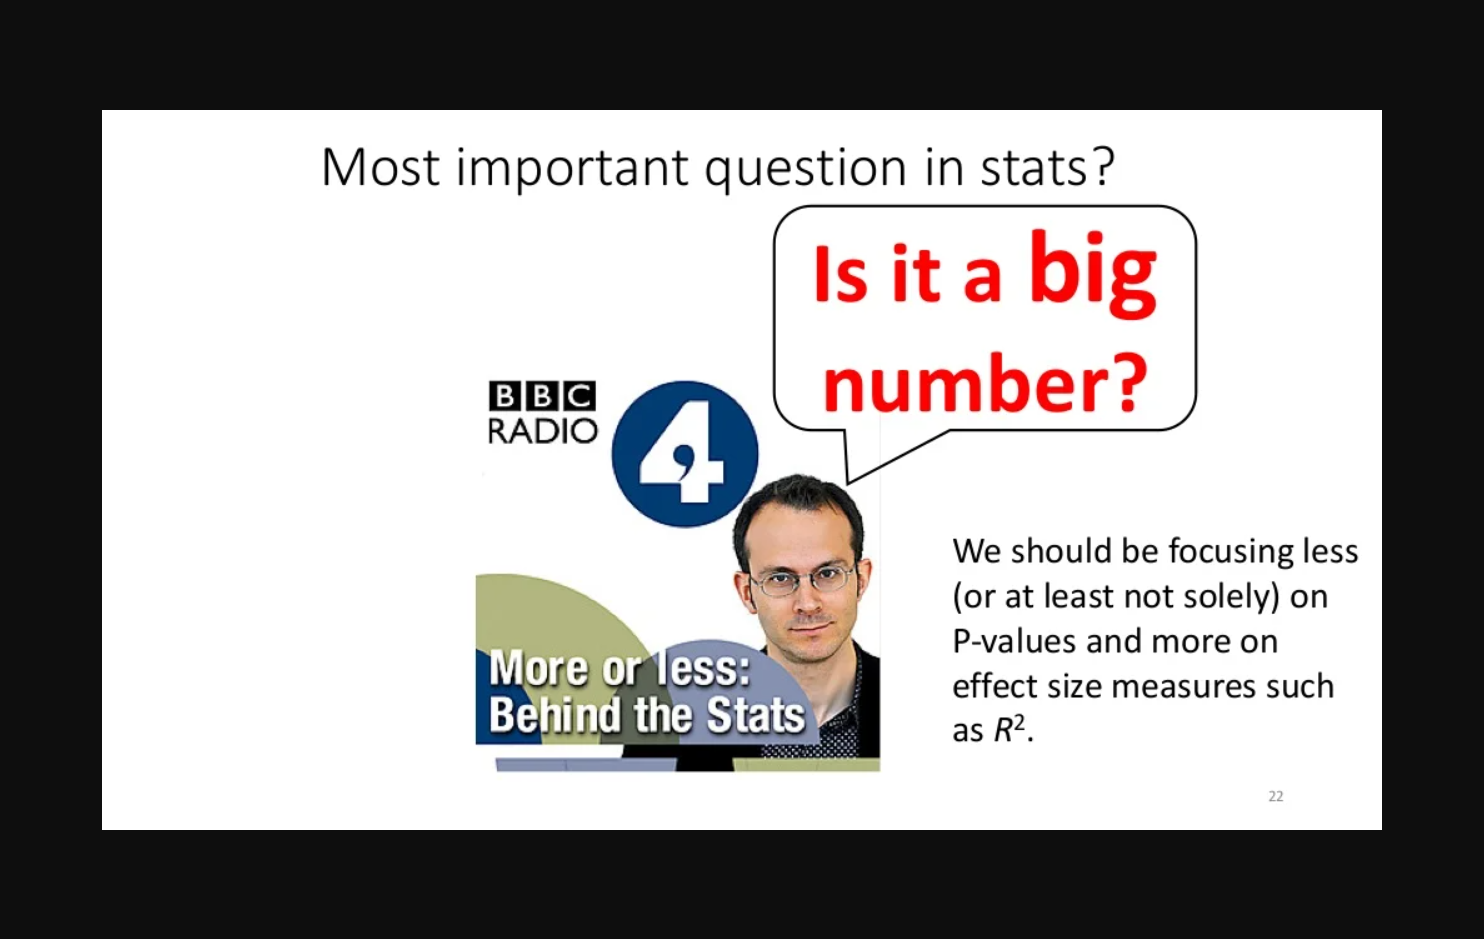 Most important question in stats?
Is it a big
number?
BBC
RADIO
4
More or less:
Behind the Stats
We should be focusing less
(or at least not solely) on
P-values and more on
effect size measures such
as R².
22